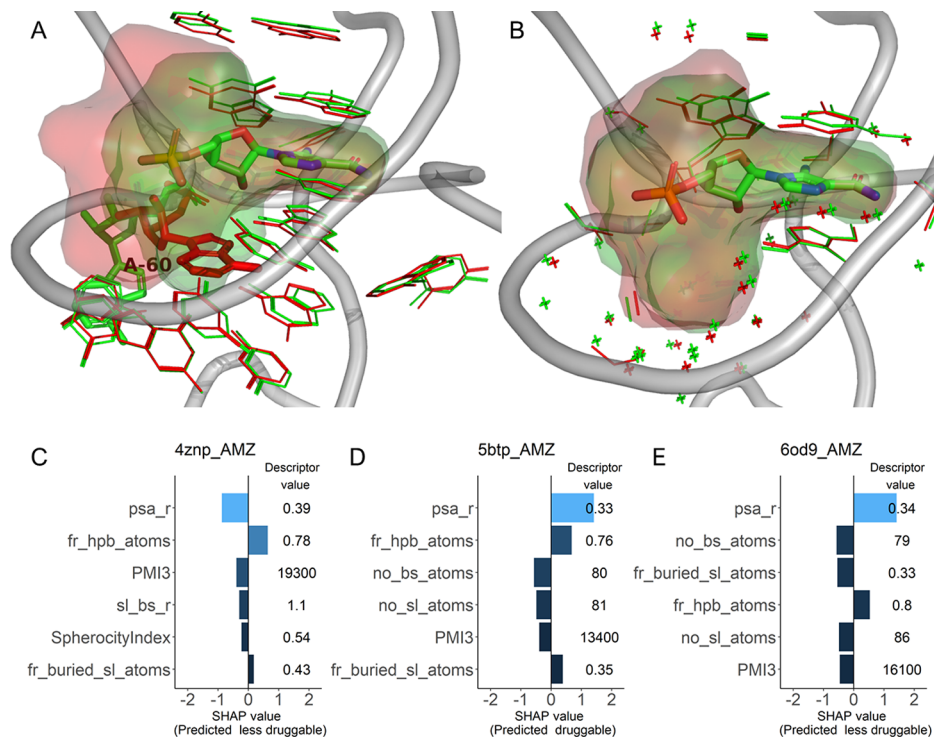 A
B
A-60
C
4znp_AMZ
Descriptor
value
psa_r
0.39
fr_hpb_atoms
0.78
PMI3
19300
sl_bs_r
1.1
SpherocityIndex
0.54
fr_buried_sl_atoms
0.43
-2 -1 0 1 2
SHAP value
(Predicted less druggable)
D
5btp_AMZ
Descriptor
value
psa_r
0.33
fr_hpb_atoms
0.76
no_bs_atoms
80
no_sl_atoms
81
PMI3
13400
fr_buried_sl_atoms
0.35
-2 -1 0 1 2
SHAP value
(Predicted druggable)
E
6od9_AMZ
Descriptor
value
psa_r
0.34
no_bs_atoms
79
fr_buried_sl_atoms
0.33
fr_hpb_atoms
0.8
no_sl_atoms
86
PMI3
16100
-2 -1 0 1 2
SHAP value
(Predicted less druggable)